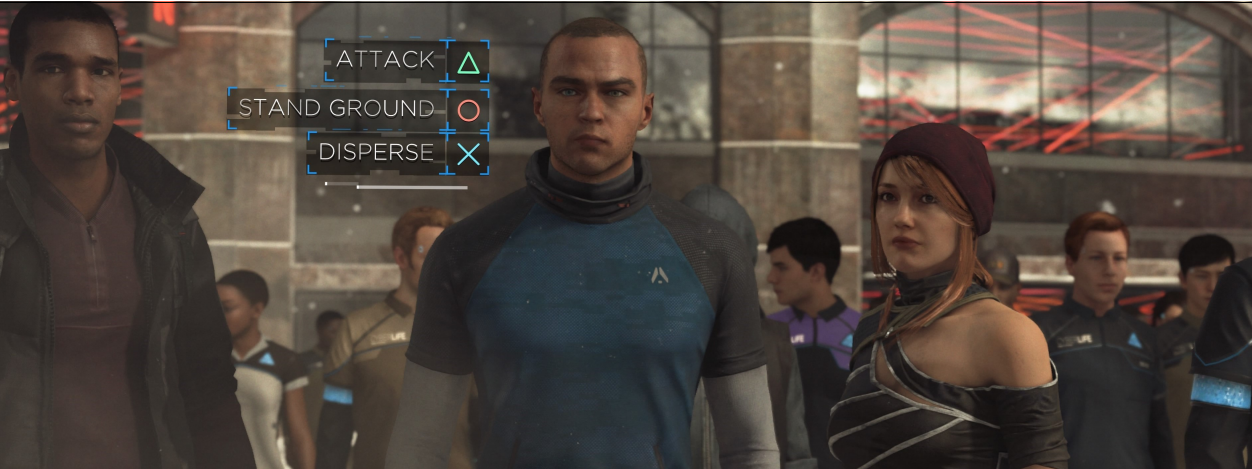 ATTACK
STAND GROUND
DISPERSE